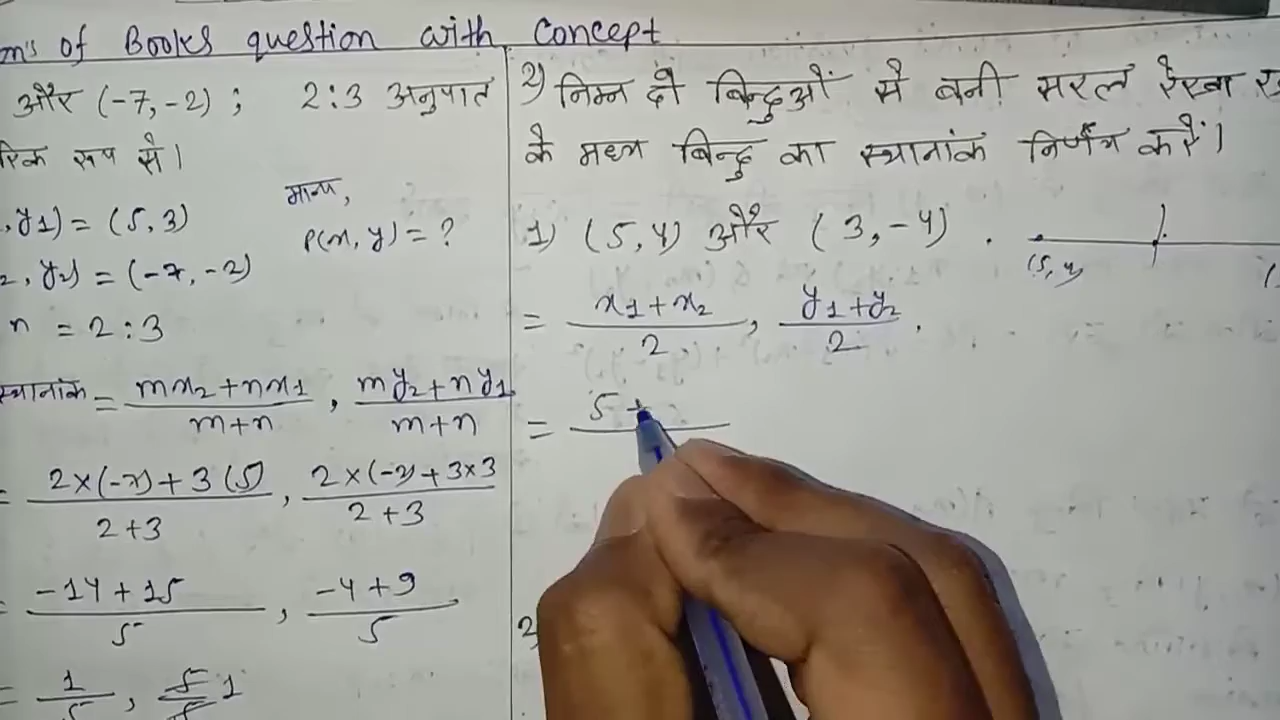 of Books question with Concept
और (-7,-2) ; 2:3 अनुपात
रूप से।
मान,
y1) = (5,3)
P(x, y) = ?
y2) = (-7, -2)
n = 2:3
स्थानांक = mx2+nx1/m+n , my2+ny1/m+n
= 2×(-7)+3(5)/2+3 , 2×(-2)+3×3/2+3
= -14+15/5 , -4+9/5
= 1/5 , 5/5 1
2) निम्न दो बिन्दुओं से बनी सरल रेखा
के मध्य बिन्दु का स्थानांक निर्णय करें।
1) (5,4) और (3,-4) .
(5, 4)
= x1+x2/2 , y1+y2/2 .
= 5 +
2